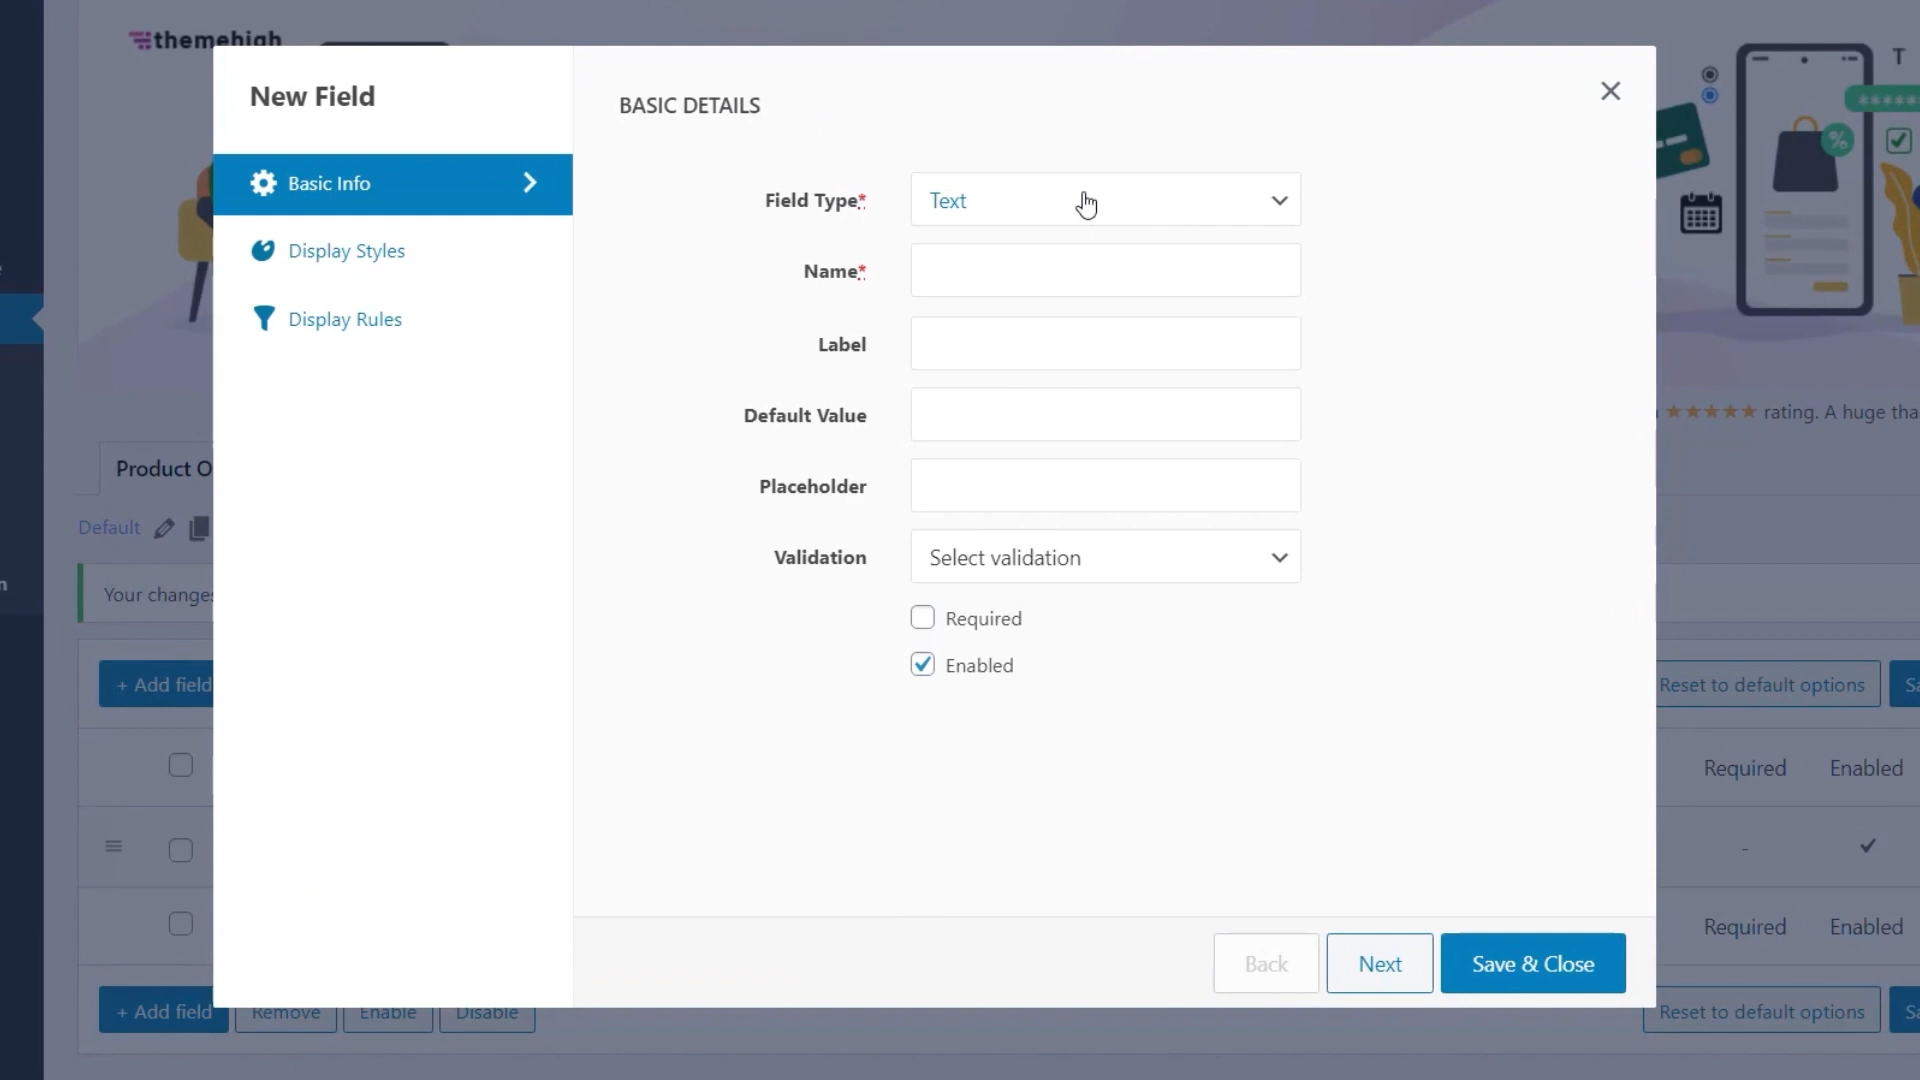 themehigh
New Field
BASIC DETAILS
Basic Info
Display Styles
Display Rules
Field Type*
Text
Name*
Label
Default Value
Placeholder
Validation
Select validation
Required
Enabled
Back
Next
Save & Close
T
%
*****
rating. A huge
Product
Default
Your
+ Add field
Reset to default options
Required
Enabled
-
Required
Enabled
+ Add field
Remove
Enable
Disable
Reset to default options